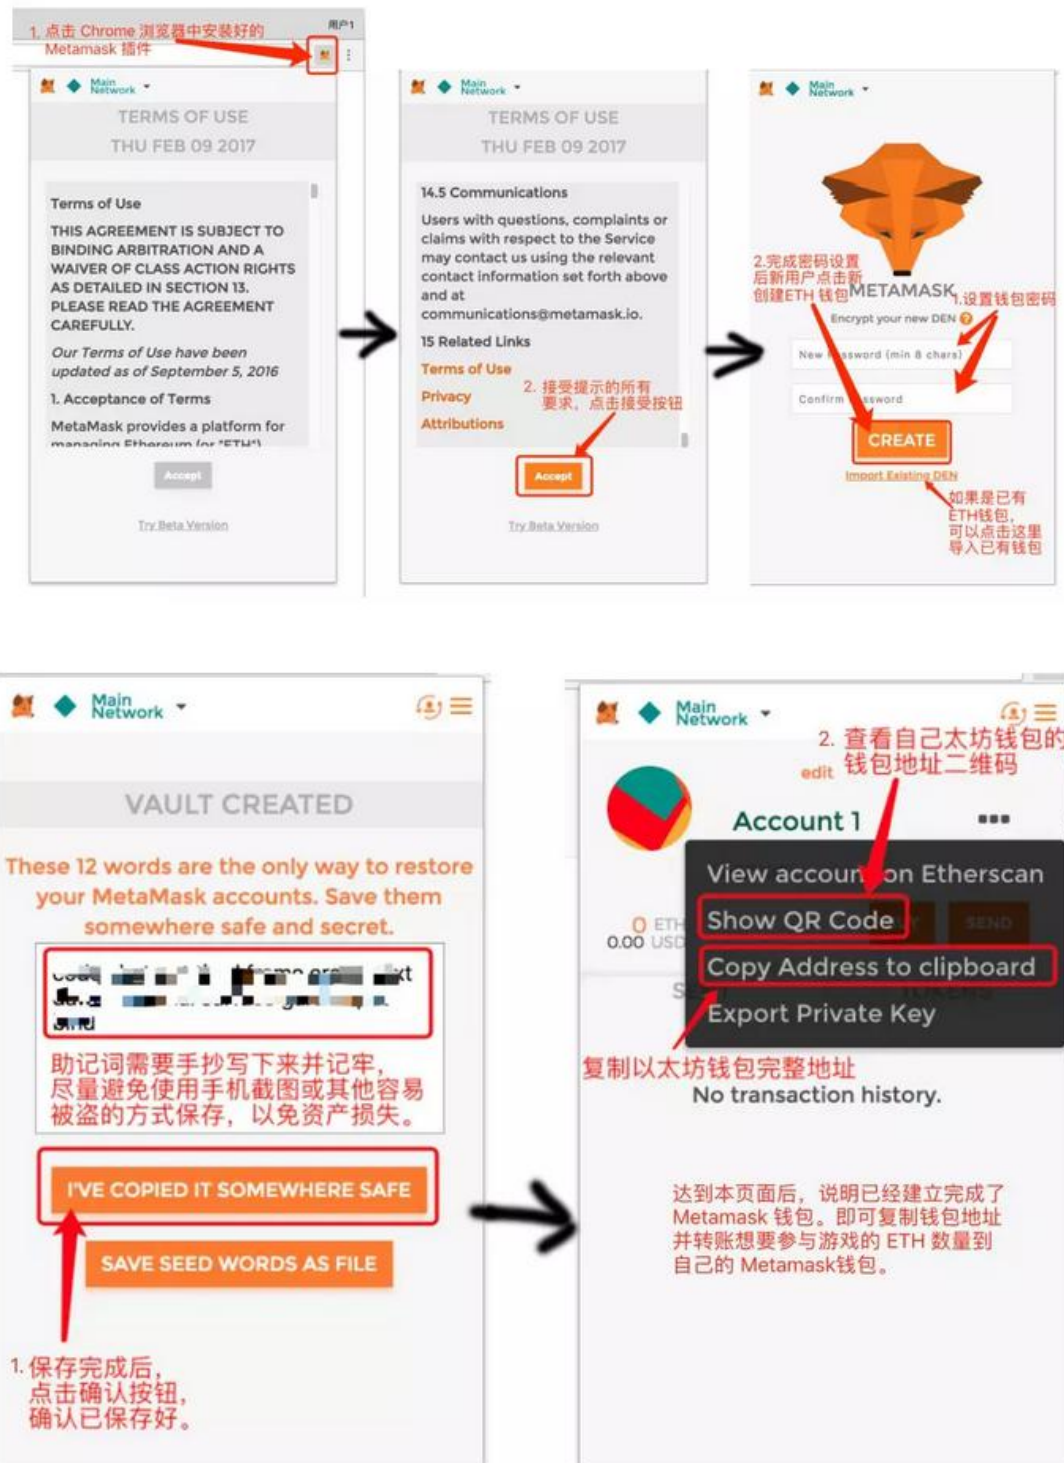 用户1
1. 点击 Chrome 浏览器中安装好的
Metamask 插件
Main
Network
TERMS OF USE
THU FEB 09 2017
Terms of Use
THIS AGREEMENT IS SUBJECT TO
BINDING ARBITRATION AND A
WAIVER OF CLASS ACTION RIGHTS
AS DETAILED IN SECTION 13.
PLEASE READ THE AGREEMENT
CAREFULLY.
Our Terms of Use have been
updated as of September 5, 2016
1. Acceptance of Terms
MetaMask provides a platform for
managing Ethereum (or "ETH")
Accept
Try Beta Version
Main
Network
TERMS OF USE
THU FEB 09 2017
14.5 Communications
Users with questions, complaints or
claims with respect to the Service
may contact us using the relevant
contact information set forth above
and at
communications@metamask.io.
15 Related Links
Terms of Use
Privacy
Attributions
2. 接受提示的所有
要求，点击接受按钮
Accept
Try Beta Version
Main
Network
2.完成密码设置
后新用户点击新
创建ETH 钱包
METAMASK
1.设置钱包密码
Encrypt your new DEN
New Password (min 8 chars)
Confirm Password
CREATE
Import Existing DEN
如果是已有
ETH钱包，
可以点击这里
导入已有钱包
Main
Network
VAULT CREATED
These 12 words are the only way to restore
your MetaMask accounts. Save them
somewhere safe and secret.
助记词需要手抄写下来并记牢，
尽量避免使用手机截图或其他容易
被盗的方式保存，以免资产损失。
I'VE COPIED IT SOMEWHERE SAFE
SAVE SEED WORDS AS FILE
1. 保存完成后，
点击确认按钮，
确认已保存好。
Main
Network
2. 查看自己太坊钱包的
钱包地址二维码
edit
Account 1
View account on Etherscan
0 ETH
0.00 USD
Show QR Code
SEND
Copy Address to clipboard
TOKENS
Export Private Key
复制以太坊钱包完整地址
No transaction history.
达到本页面后，说明已经建立完成了
Metamask 钱包。即可复制钱包地址
并转账想要参与游戏的 ETH 数量到
自己的 Metamask钱包。